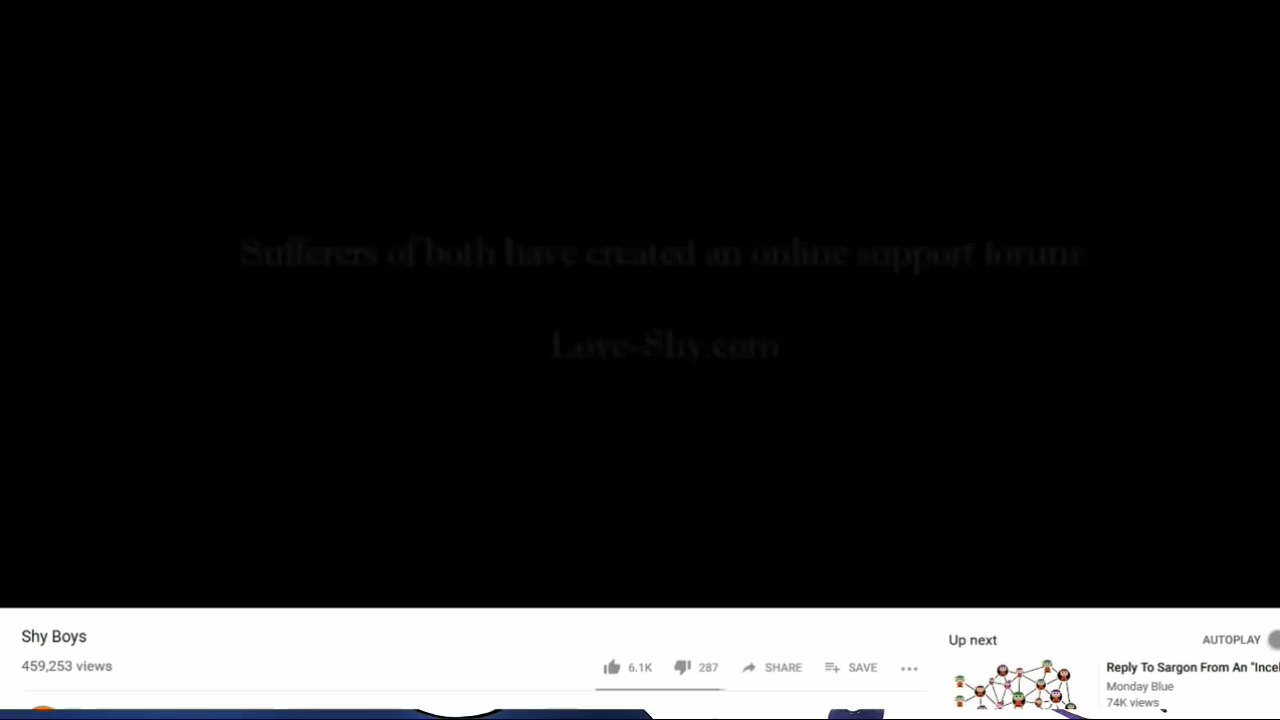 Sufferers of both have created an online support forum:
Love-Shy.com
Shy Boys
459,253 views
6.1K
287
SHARE
SAVE
Up next
AUTOPLAY
Reply To Sargon From An "Incel
Monday Blue
74K views